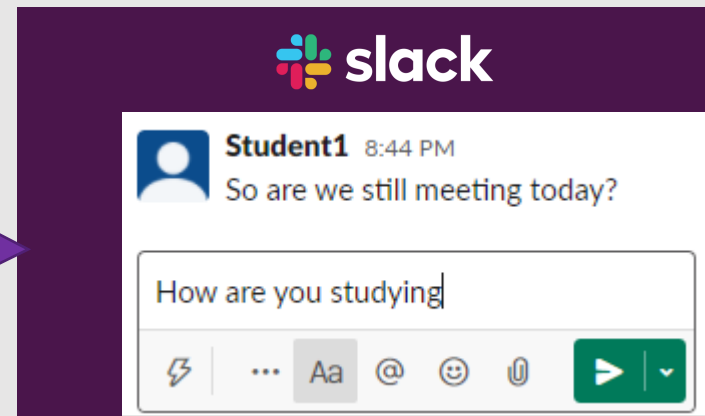 slack
Student1 8:44 PM
So are we still meeting today?
How are you studying
Aa @